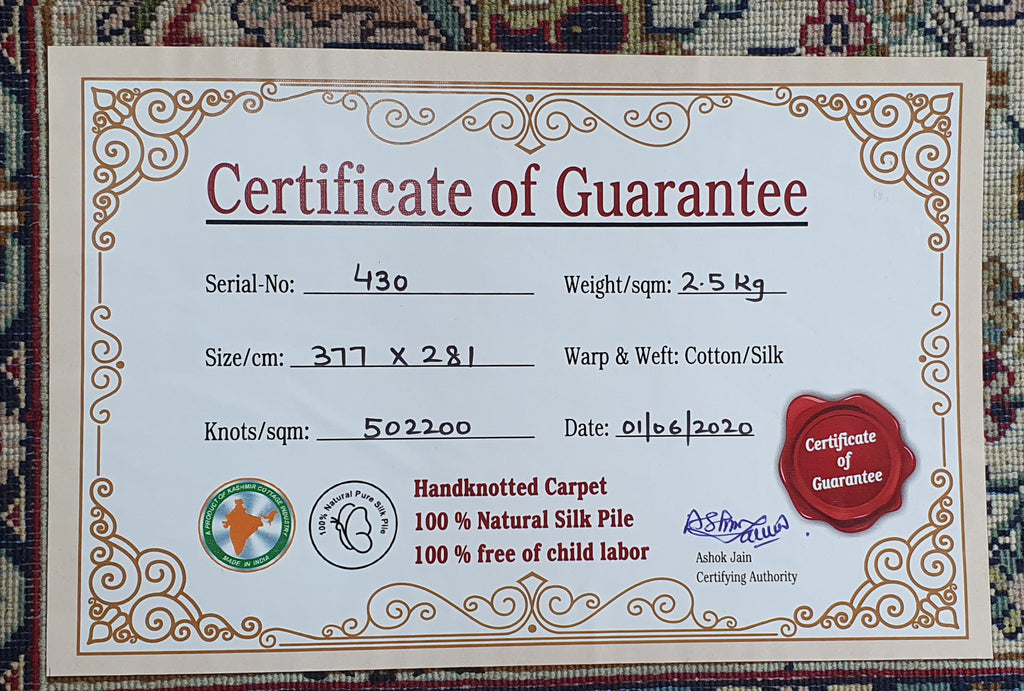 Certificate of Guarantee
Serial-No: 430 Weight/sqm: 2.5 kg
Size/cm: 377 X 281 Warp & Weft: Cotton/Silk
Knots/sqm: 502200 Date: 01/06/2020
Certificate
of
Guarantee
A PRODUCT OF KASHMIR COTTAGE INDUSTRY
MADE IN INDIA
100% Natural Pure Silk Pile
Handknotted Carpet
100 % Natural Silk Pile
100 % free of child labor
Ashok Jain
Certifying Authority